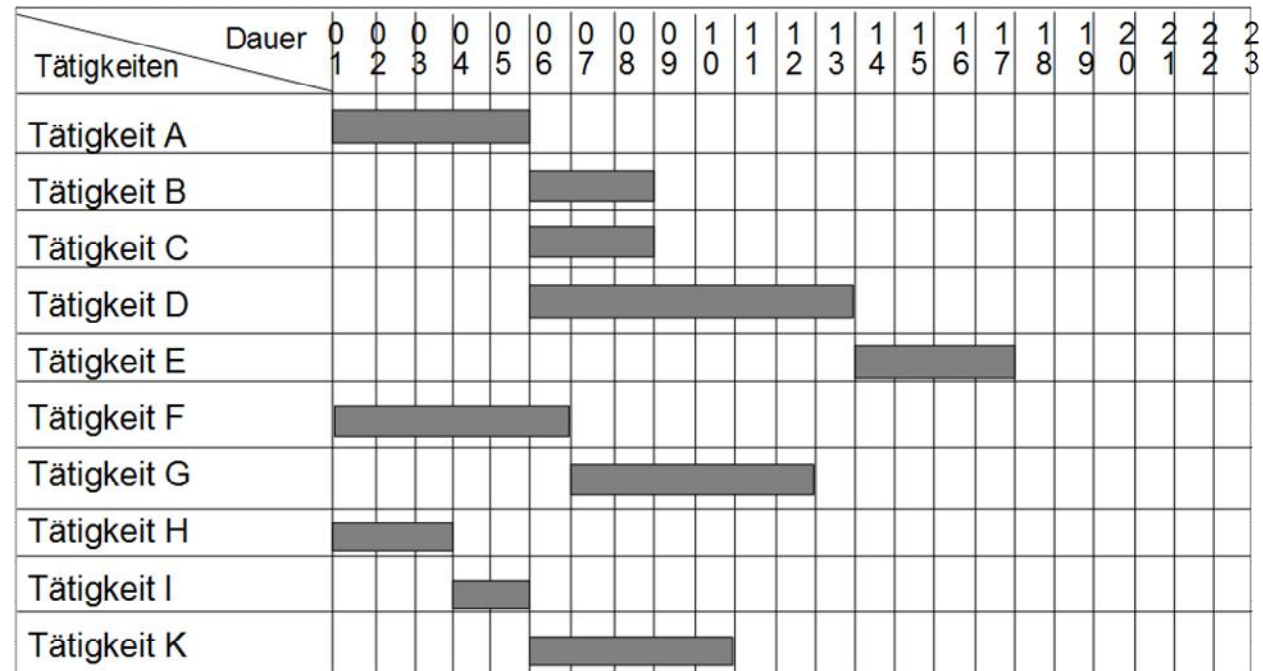 Dauer 01 02 03 04 05 06 07 08 09 10 11 12 13 14 15 16 17 18 19 20 21 22 23
Tätigkeiten
Tätigkeit A
Tätigkeit B
Tätigkeit C
Tätigkeit D
Tätigkeit E
Tätigkeit F
Tätigkeit G
Tätigkeit H
Tätigkeit I
Tätigkeit K